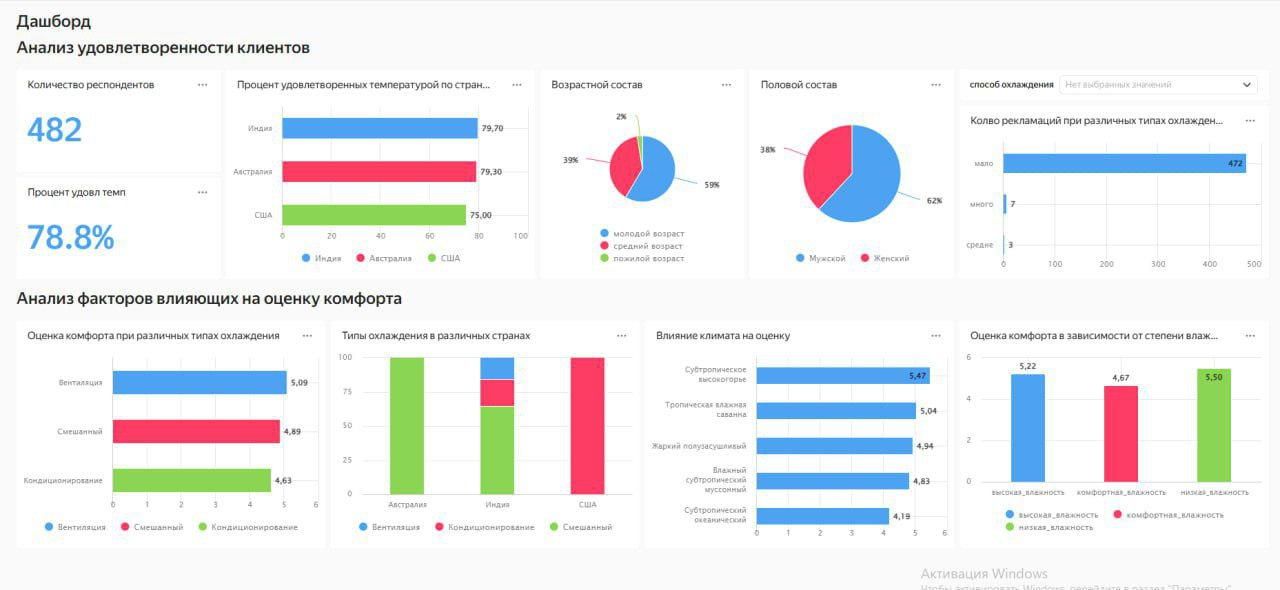 Дашборд
Анализ удовлетворенности клиентов
Количество респондентов
482
Процент удовл темп
78.8%
Процент удовлетворенных температурой по стран...
Индия
79,70
Австралия
79,30
США
75,00
0 20 40 60 80 100
Индия Австралия США
Возрастной состав
2%
39%
59%
молодой возраст
средний возраст
пожилой возраст
Половой состав
38%
62%
Мужской Женский
способ охлаждения Нет выбранных значений
Колво рекламаций при различных типах охлажден...
мало
472
много
7
средне
3
0 100 200 300 400 500
Анализ факторов влияющих на оценку комфорта
Оценка комфорта при различных типах охлаждения
Вентиляция
5,09
Смешанный
4,89
Кондиционирование
4,63
0 1 2 3 4 5 6
Вентиляция Смешанный Кондиционирование
Типы охлаждения в различных странах
100
75
50
25
0
Австралия Индия США
Вентиляция Кондиционирование Смешанный
Влияние климата на оценку
Субтропическое
высокогорье
5,47
Тропическая влажная
саванна
5,04
Жаркий полузасушливый
4,94
Влажный
субтропический
муссонный
4,83
Субтропический
океанический
4,19
0 1 2 3 4 5 6
Оценка комфорта в зависимости от степени влаж...
6
4
2
0
5,22
4,67
5,50
высокая_влажность комфортная_влажность низкая_влажность
высокая_влажность комфортная_влажность
низкая_влажность
Активация Windows
Чтобы активировать Windows, перейдите в раздел "Параметры".